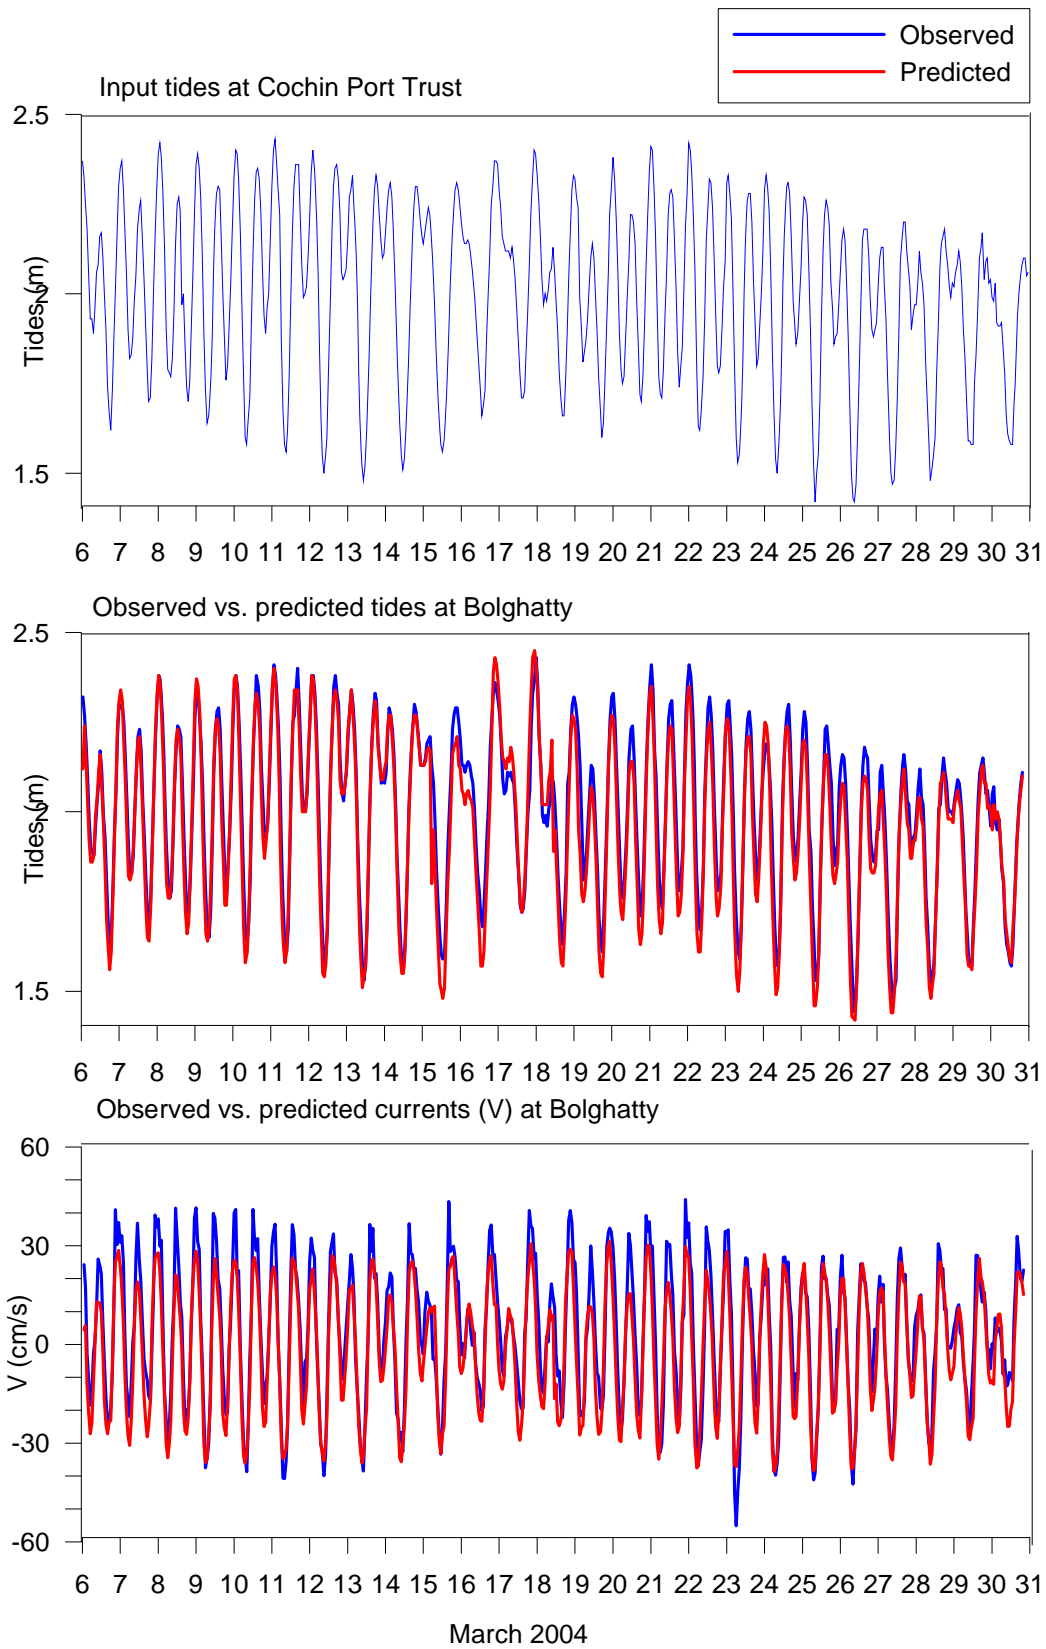 Observed
Predicted
Input tides at Cochin Port Trust
2.5
2
1.5
Tides (m)
6 7 8 9 10 11 12 13 14 15 16 17 18 19 20 21 22 23 24 25 26 27 28 29 30 31
Observed vs. predicted tides at Bolghatty
2.5
2
1.5
Tides (m)
6 7 8 9 10 11 12 13 14 15 16 17 18 19 20 21 22 23 24 25 26 27 28 29 30 31
Observed vs. predicted currents (V) at Bolghatty
60
30
0
-30
-60
V (cm/s)
6 7 8 9 10 11 12 13 14 15 16 17 18 19 20 21 22 23 24 25 26 27 28 29 30 31
March 2004